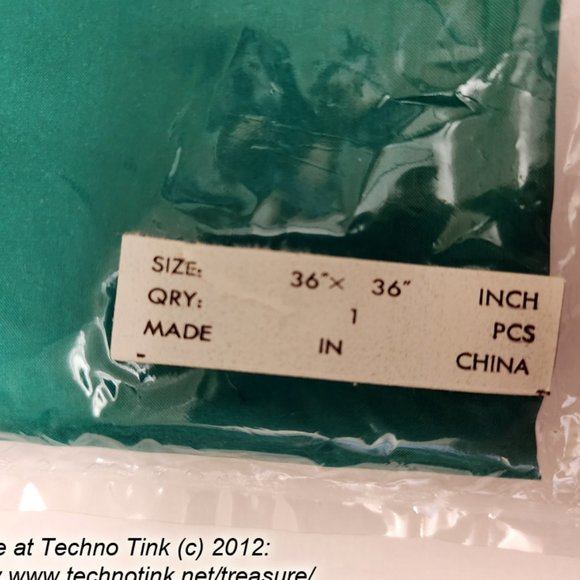 SIZE: 36"× 36" INCH
QRY: 1 PCS
MADE IN CHINA
e at Techno Tink (c) 2012:
www.technotink.net/treasure/